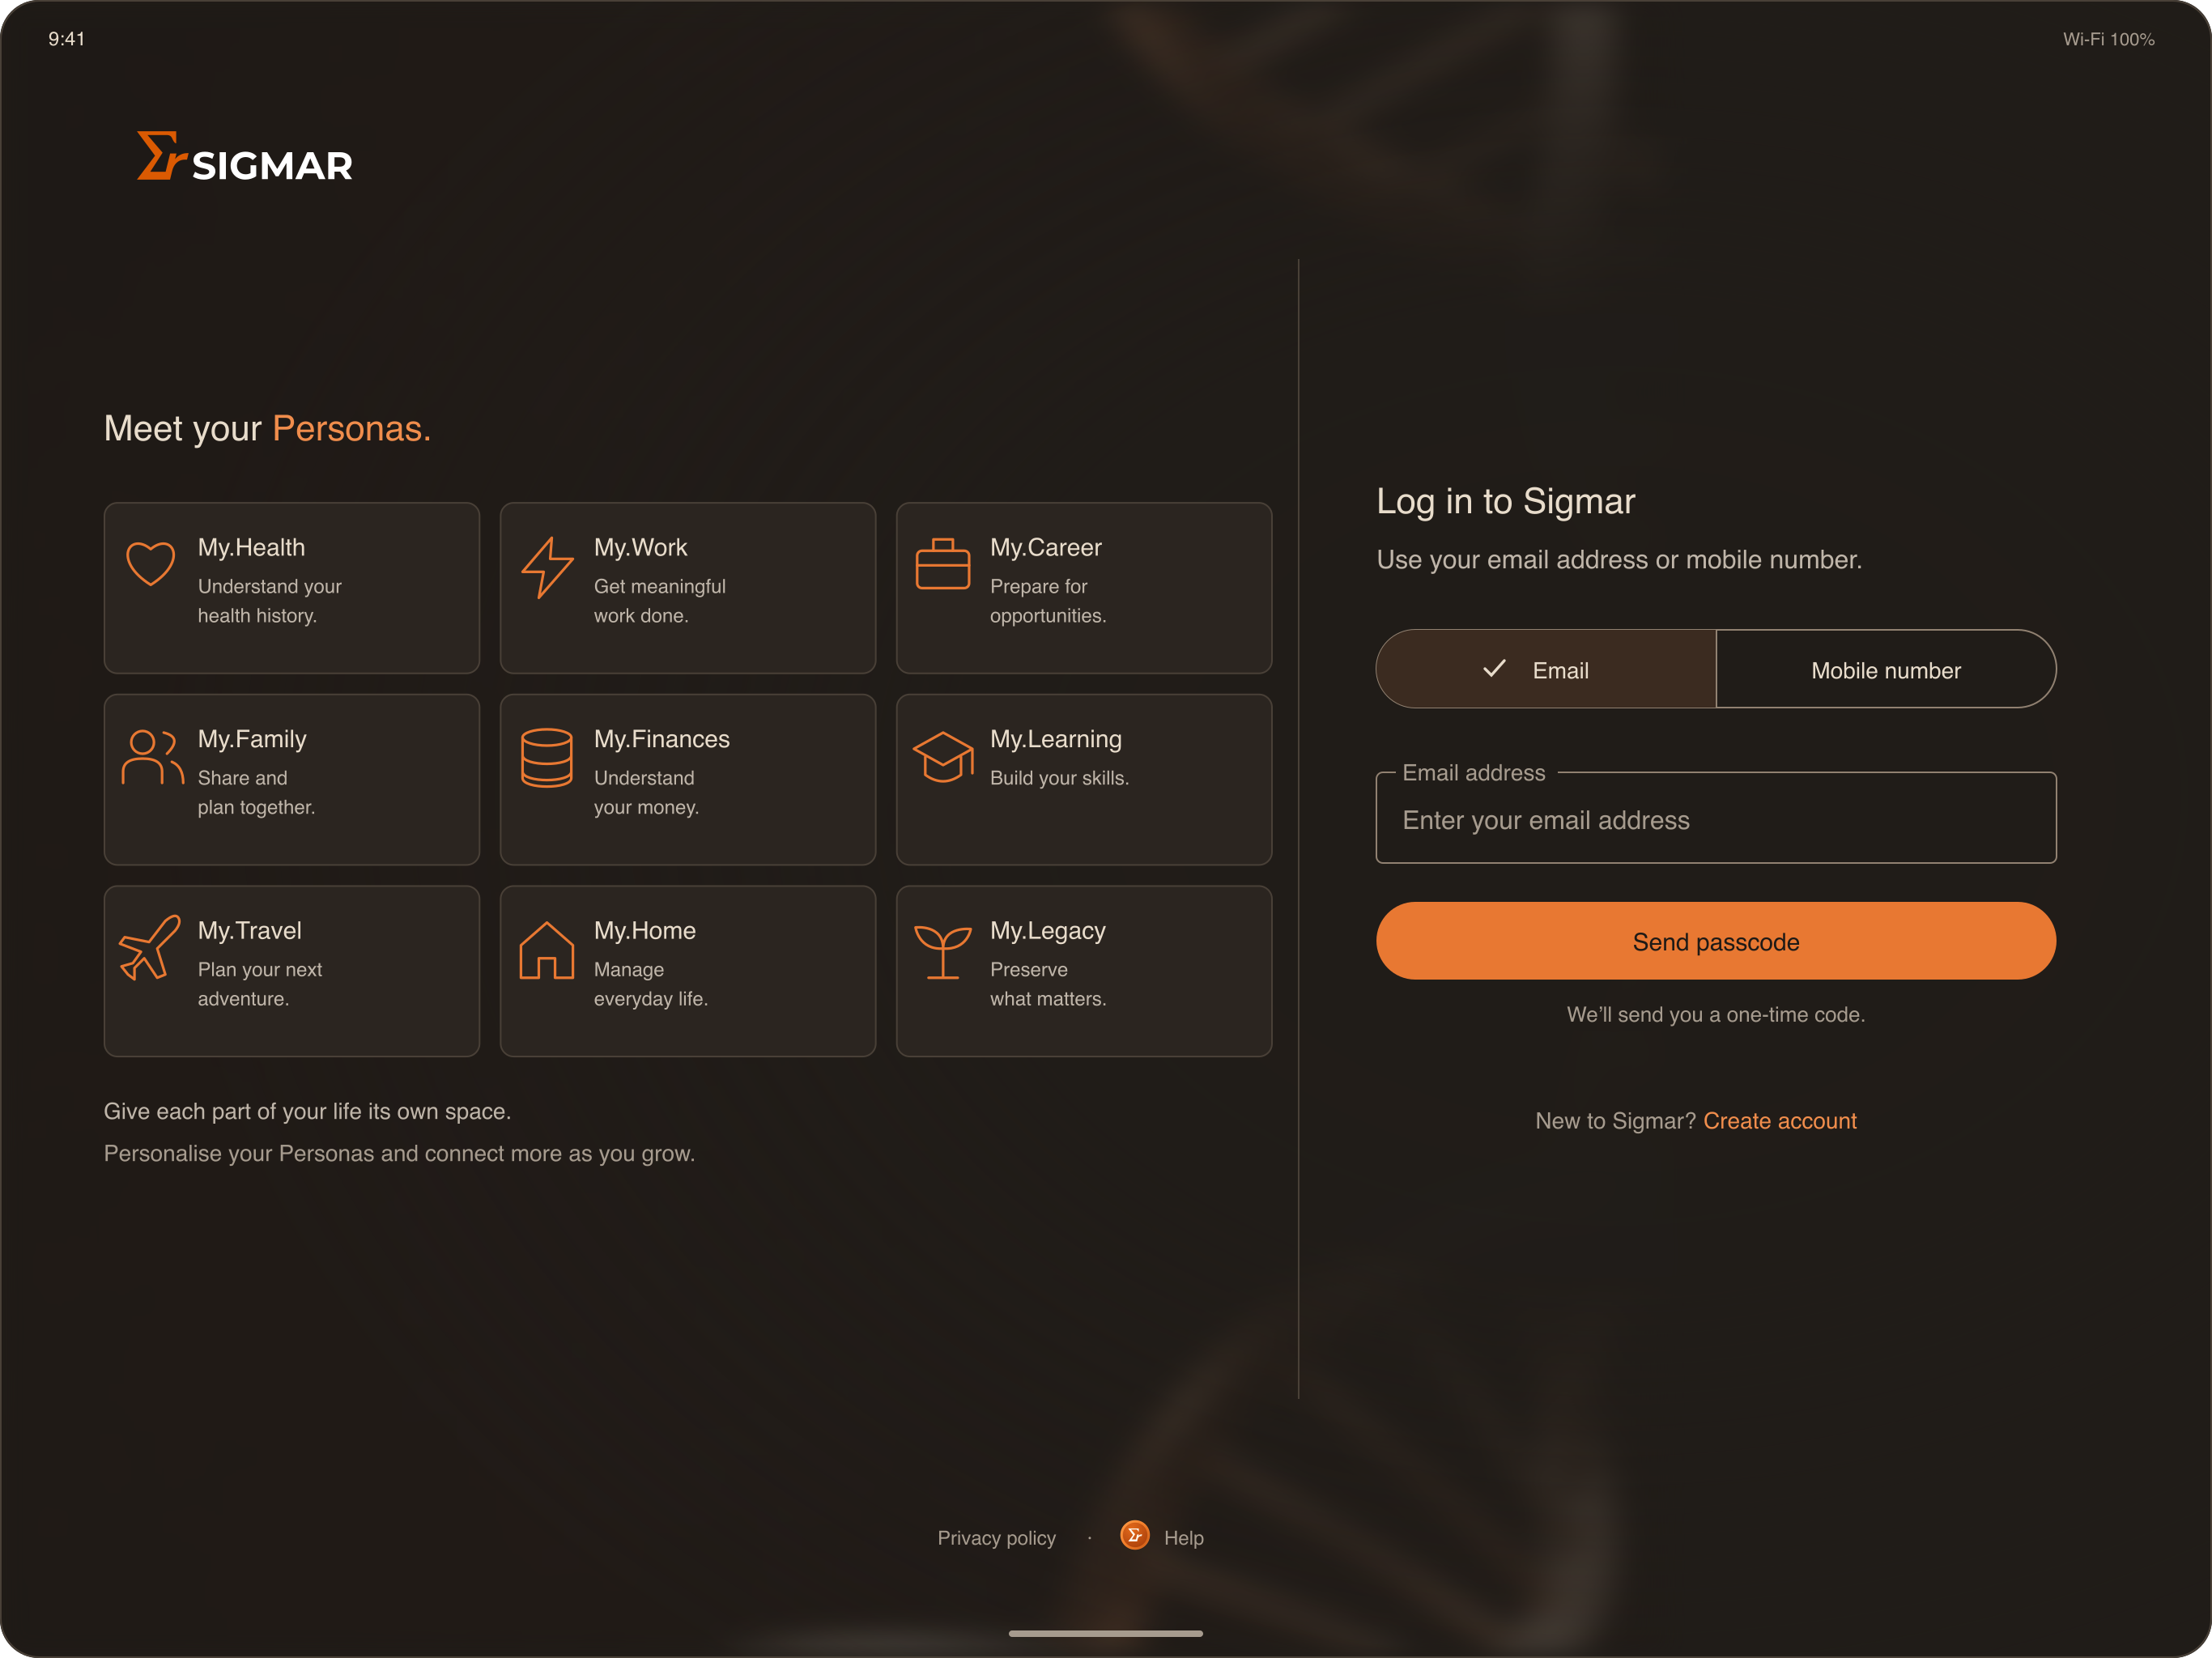 9:41
Wi-Fi 100%
Σr SIGMAR
Meet your Personas.
My.Health
Understand your
health history.
My.Work
Get meaningful
work done.
My.Career
Prepare for
opportunities.
My.Family
Share and
plan together.
My.Finances
Understand
your money.
My.Learning
Build your skills.
My.Travel
Plan your next
adventure.
My.Home
Manage
everyday life.
My.Legacy
Preserve
what matters.
Give each part of your life its own space.
Personalise your Personas and connect more as you grow.
Log in to Sigmar
Use your email address or mobile number.
Email
Mobile number
Email address
Enter your email address
Send passcode
We’ll send you a one-time code.
New to Sigmar? Create account
Privacy policy · Σr Help